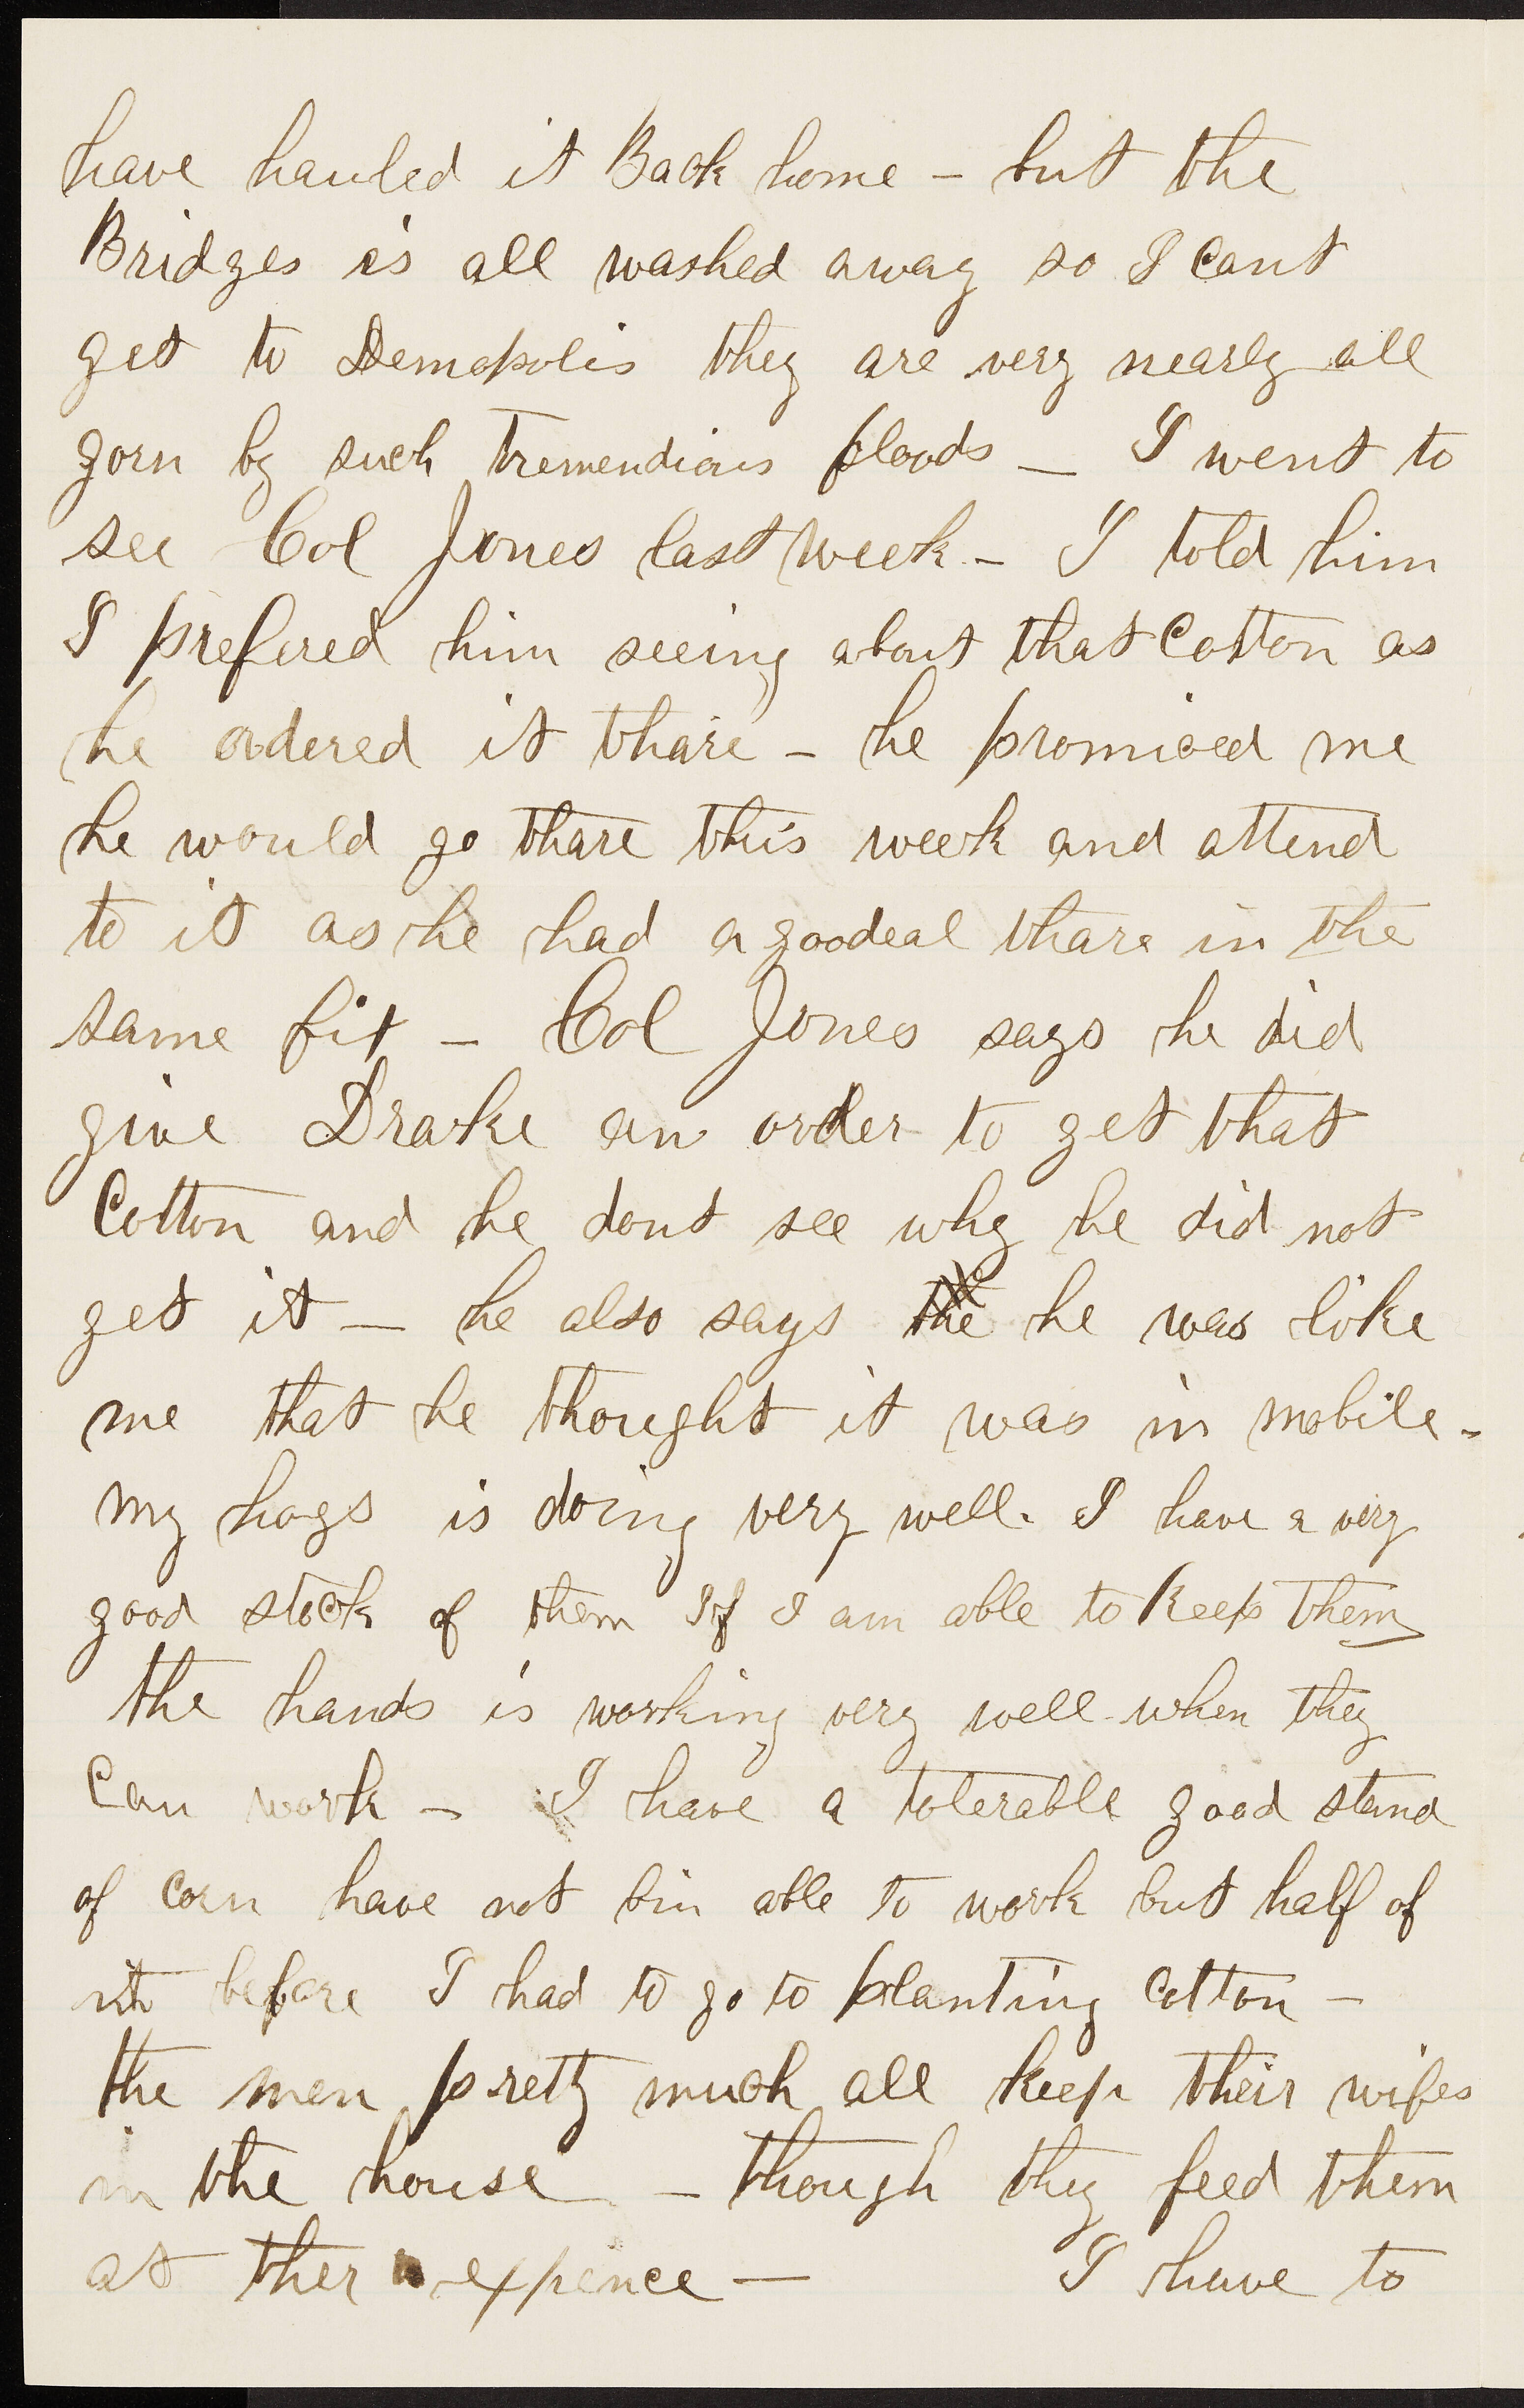 have hauled it Back home – but the
Bridges is all washed away so I Cant
get to Demopolis they are very nearly all
gorn by such tremendious floods – I went to
see Col Jones last week – I told him
I prefered him seeing about that Cotton as
he ordered it thare – he promiced me
he would go thare this week and attend
to it as he had a goodeal thare in the
same fix – Col Jones says he did
give Drake an order to get that
Cotton and he dont see why he did not
get it – he also says the he was like
me that he thought it was in mobile –
my hogs is doing very well. I have a very
good stock of them If I am able to keep them
the hands is working very well when they
Can work – I have a tolerable good stand
of corn have not bin able to work but half of
it before I had to go to planting Cotton –
the men pretty much all keep their wifes
in the house – though they feed them
at ther expence – I have to